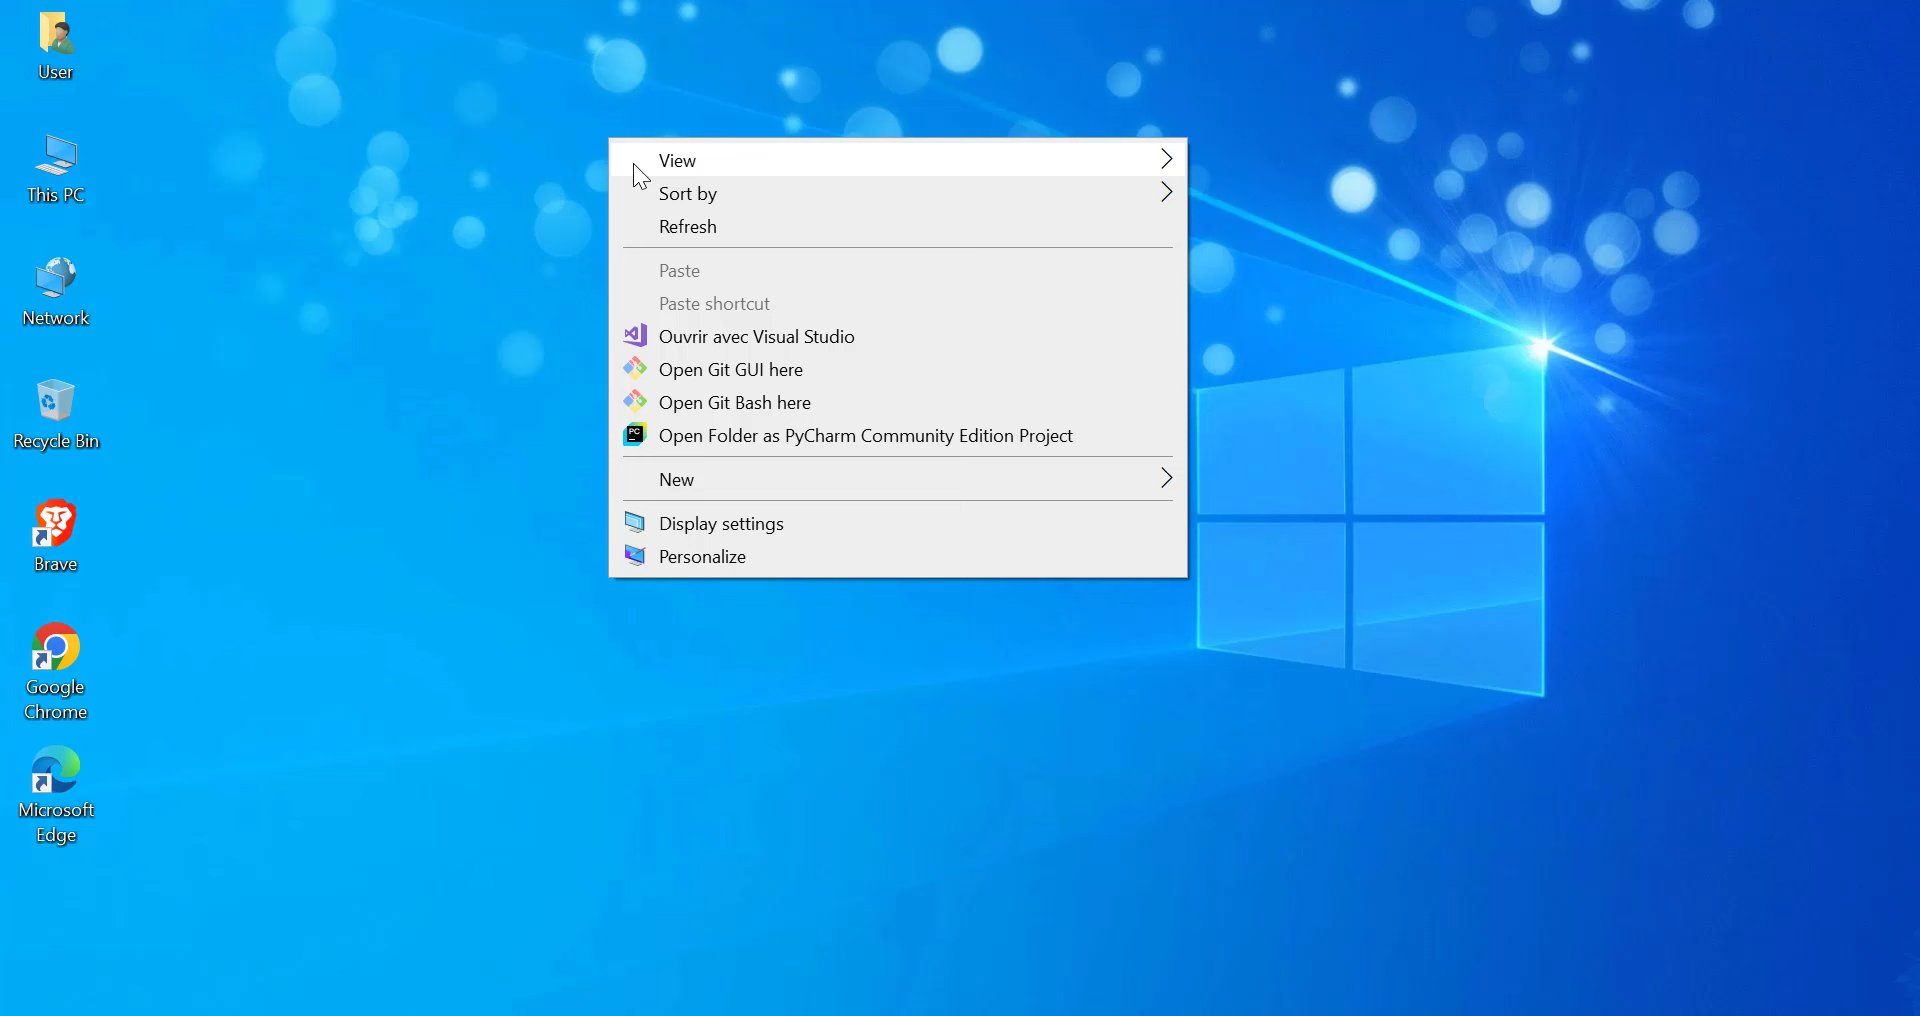 User
This PC
Network
Recycle Bin
Brave
Google
Chrome
Microsoft
Edge
View
Sort by
Refresh
Paste
Paste shortcut
Ouvrir avec Visual Studio
Open Git GUI here
Open Git Bash here
PC
Open Folder as PyCharm Community Edition Project
New
Display settings
Personalize